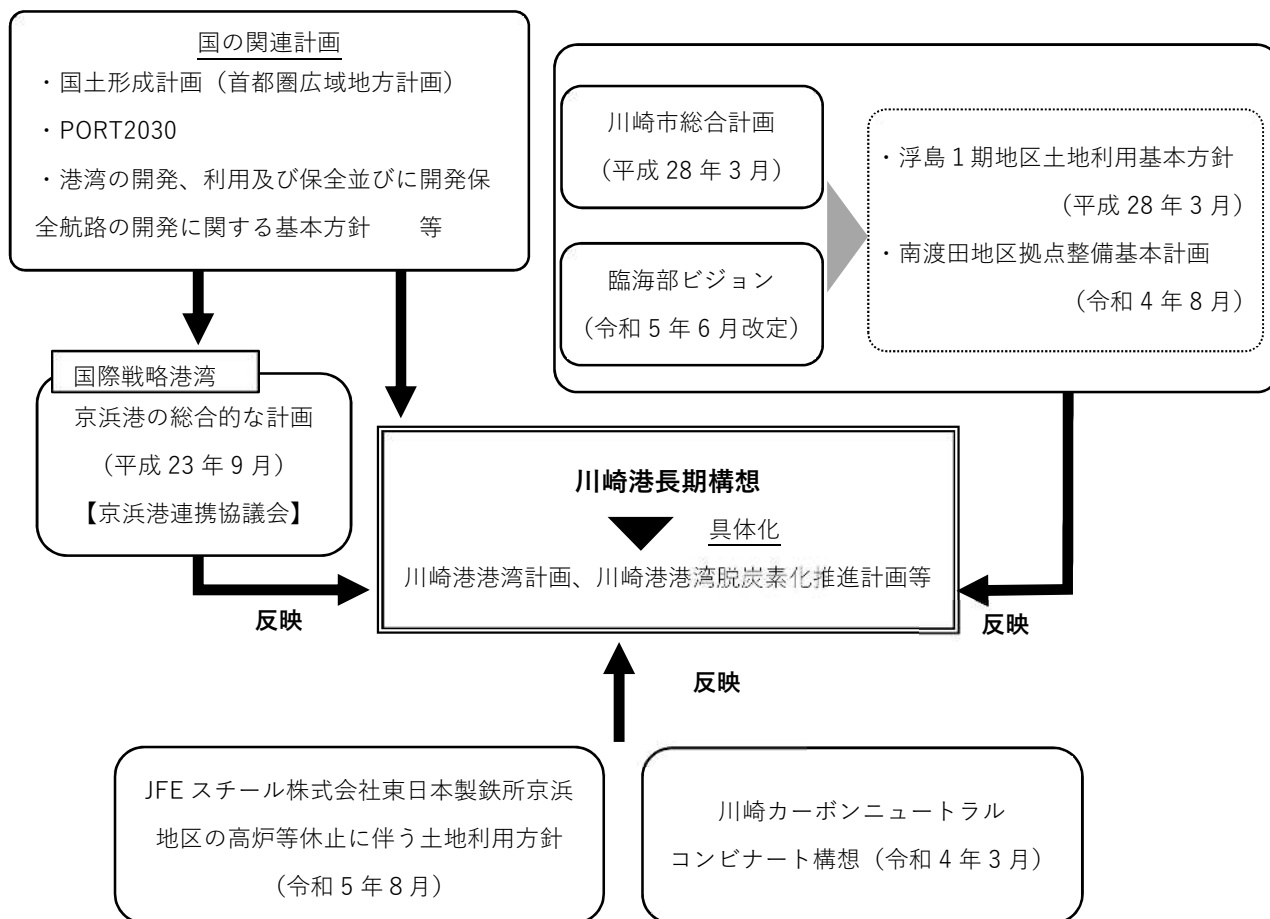 国の関連計画
・国土形成計画（首都圏広域地方計画）
・PORT2030
・港湾の開発、利用及び保全並びに開発保
全航路の開発に関する基本方針　　等
川崎市総合計画
（平成 28 年 3 月）
臨海部ビジョン
（令和 5 年 6 月改定）
・浮島 1 期地区土地利用基本方針
（平成 28 年 3 月）
・南渡田地区拠点整備基本計画
（令和 4 年 8 月）
国際戦略港湾
京浜港の総合的な計画
（平成 23 年 9 月）
【京浜港連携協議会】
川崎港長期構想
具体化
川崎港港湾計画、川崎港港湾脱炭素化推進計画等
反映
反映
反映
JFE スチール株式会社東日本製鉄所京浜
地区の高炉等休止に伴う土地利用方針
（令和 5 年 8 月）
川崎カーボンニュートラル
コンビナート構想（令和 4 年 3 月）